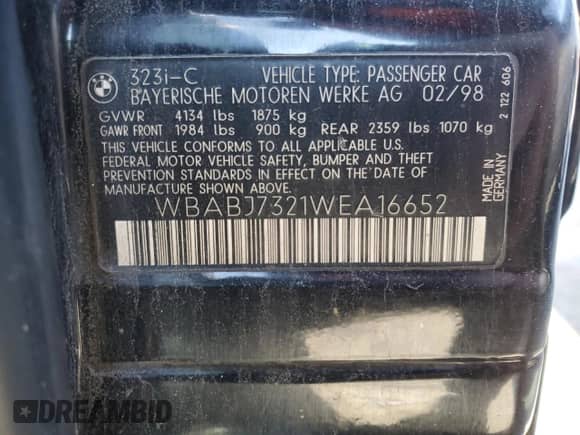 BMW
323i-C VEHICLE TYPE: PASSENGER CAR
BAYERISCHE MOTOREN WERKE AG 02/98
GVWR 4134 lbs 1875 kg
GAWR FRONT 1984 lbs 900 kg REAR 2359 lbs 1070 kg
THIS VEHICLE CONFORMS TO ALL APPLICABLE U.S.
FEDERAL MOTOR VEHICLE SAFETY, BUMPER AND THEFT
PREVENTION STANDARDS IN EFFECT ON THE DATE OF
MANUFACTURE SHOWN ABOVE.
WBABJ7321WEA16652
MADE IN
GERMANY
2 122 606
DREAMBID